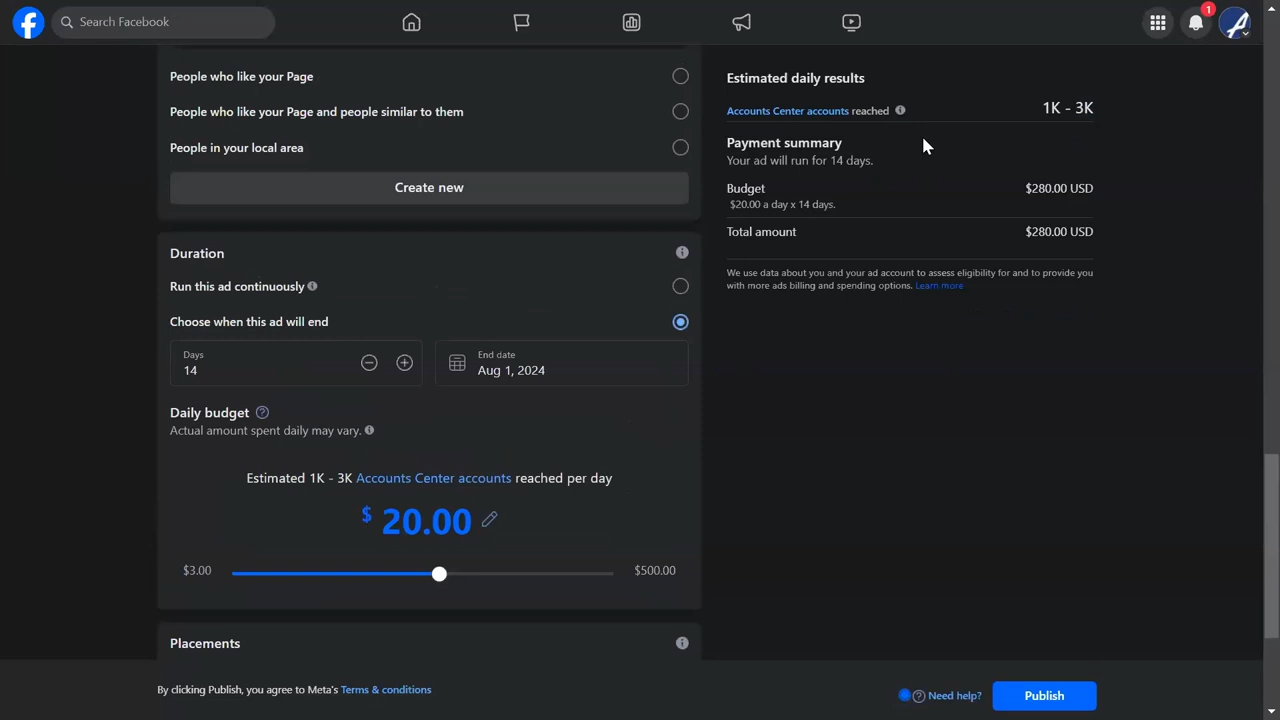 Search Facebook
1
People who like your Page
People who like your Page and people similar to them
People in your local area
Create new
Duration
Run this ad continuously
Choose when this ad will end
Days
14
End date
Aug 1, 2024
Daily budget
Actual amount spent daily may vary.
Estimated 1K - 3K Accounts Center accounts reached per day
$ 20.00
$3.00
$500.00
Placements
Estimated daily results
Accounts Center accounts reached
1K - 3K
Payment summary
Your ad will run for 14 days.
Budget
$280.00 USD
$20.00 a day x 14 days.
Total amount
$280.00 USD
We use data about you and your ad account to assess eligibility for and to provide you
with more ads billing and spending options. Learn more
By clicking Publish, you agree to Meta's Terms & conditions
Need help?
Publish